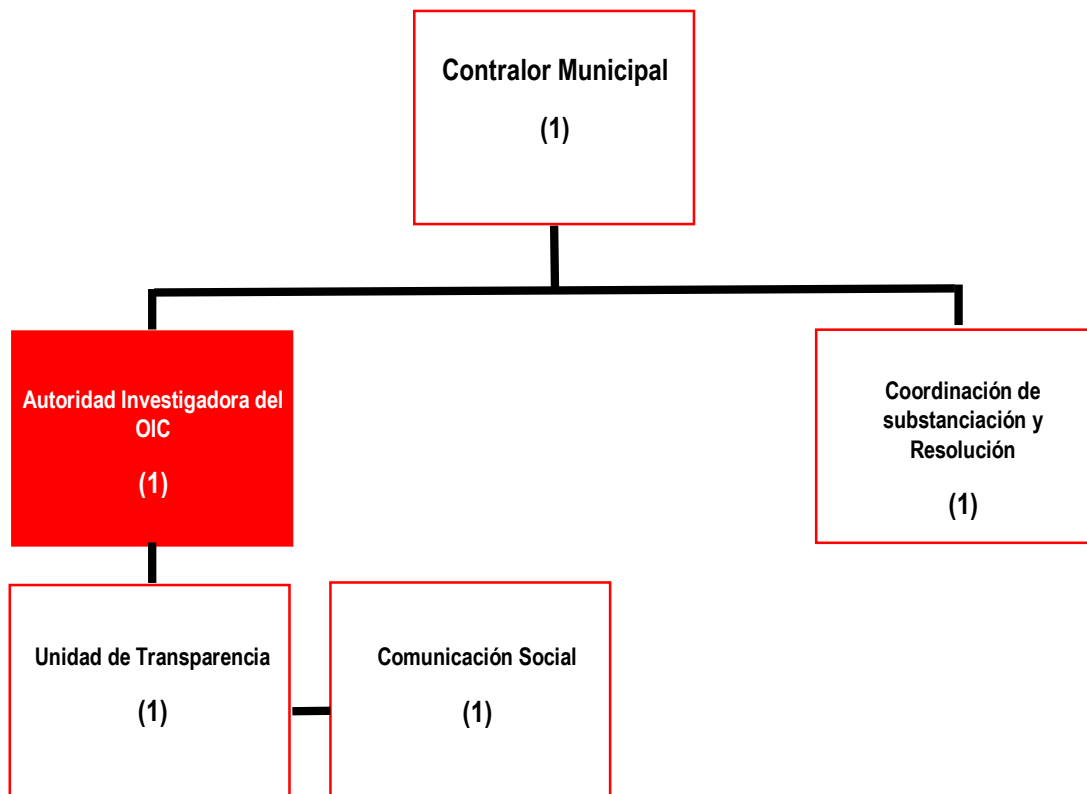 Contralor Municipal
(1)
Autoridad Investigadora del
OIC
(1)
Coordinación de
substanciación y
Resolución
(1)
Unidad de Transparencia
(1)
Comunicación Social
(1)